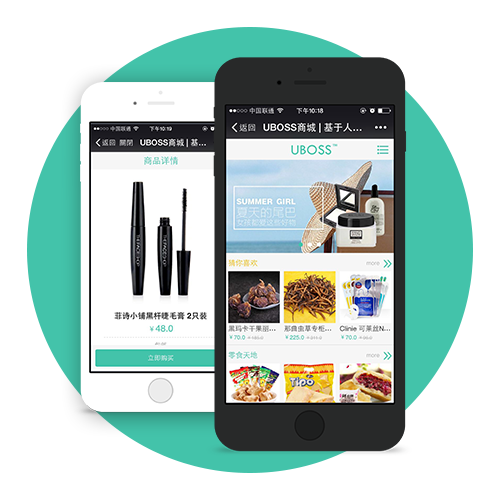 中国联通 下午10:19
返回 關閉 UBOSS商城 | 基...
商品详情
菲诗小铺黑杆睫毛膏 2只装
¥48.0
立即购买
中国联通 下午10:18
返回 UBOSS商城 | 基于人...
UBOSS™
SUMMER GIRL
夏天的尾巴
猜你喜欢 more
黑玛卡干果丽... 那曲虫草专柜... Clinie 可莱丝N...
¥70.0 ¥225.0 ¥70.0
零食天地 more
Tipo